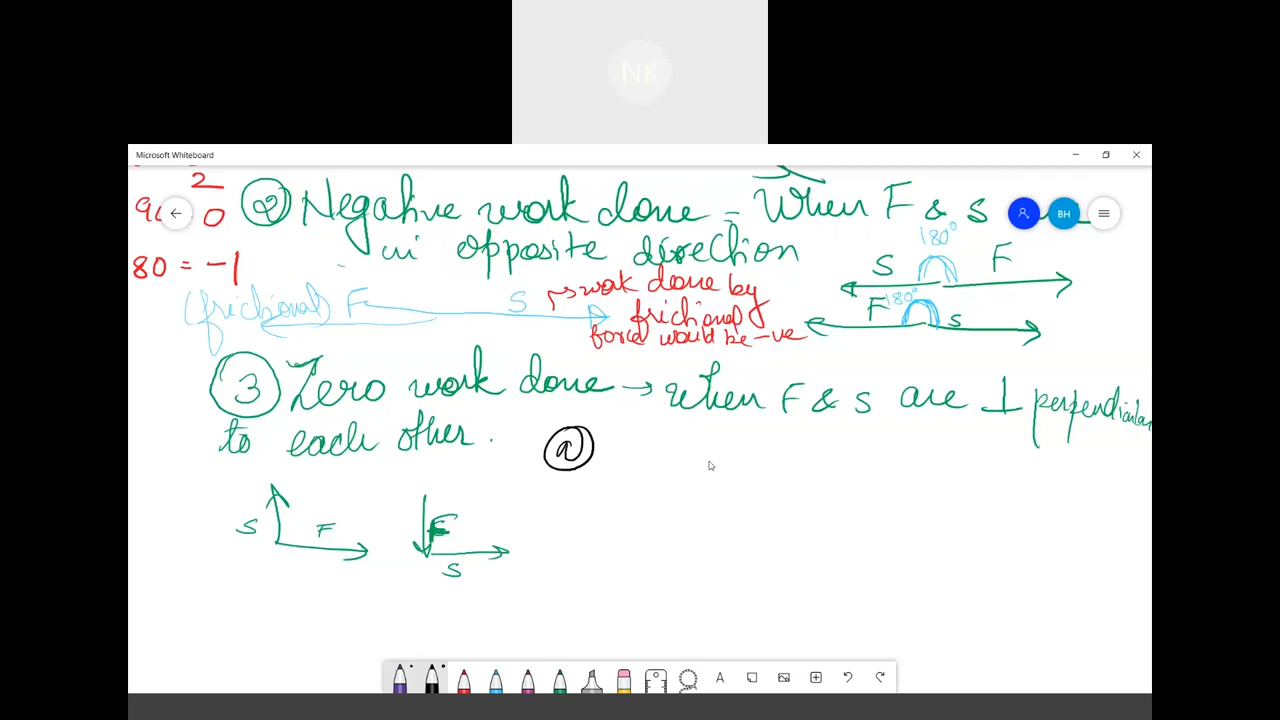 NK
Microsoft Whiteboard
2
② Negative work done - When F & S
0
BH
in opposite direction
180°
S F
80 = -1
(frictional) F S
→ work done by
frictional
force would be -ve
180°
F S
③ Zero work done → when F & S are ⊥ perpendicular
to each other. ⓐ
S F
F
S
A